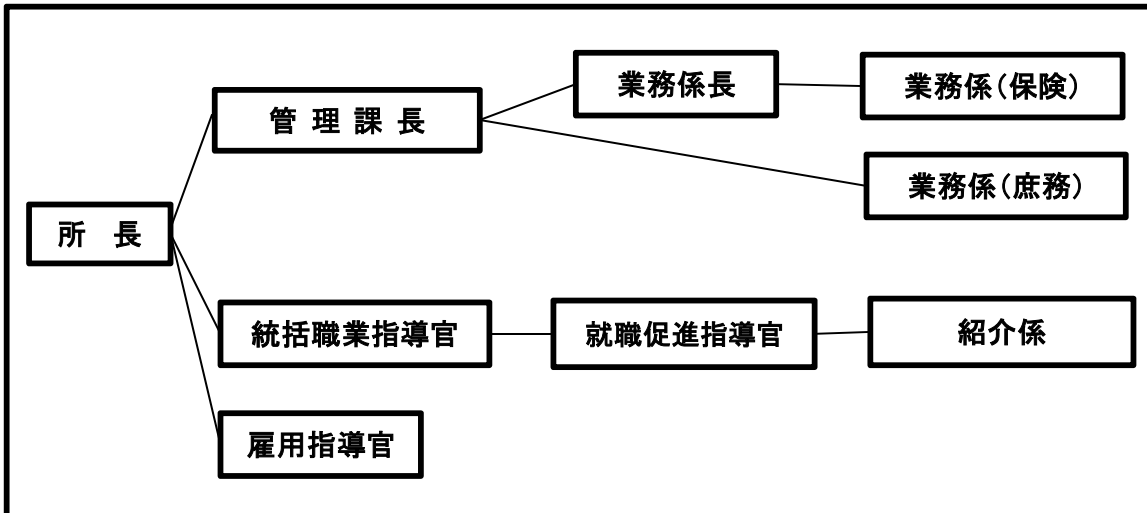 業務係長
業務係（保険）
管 理 課 長
業務係（庶務）
所　長
統括職業指導官
就職促進指導官
紹介係
雇用指導官